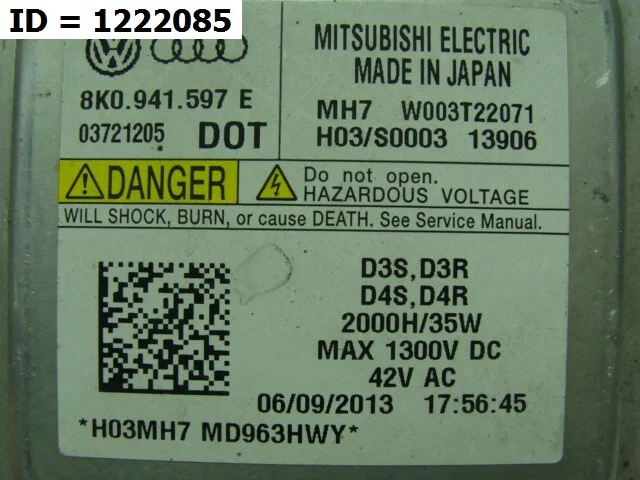 ID = 1222085
MITSUBISHI ELECTRIC
MADE IN JAPAN
8K0.941.597 E
03721205 DOT
MH7 W003T22071
H03/S0003 13906
DANGER
Do not open.
HAZARDOUS VOLTAGE
WILL SHOCK, BURN, or cause DEATH. See Service Manual.
D3S,D3R
D4S,D4R
2000H/35W
MAX 1300V DC
42V AC
06/09/2013 17:56:45
*H03MH7 MD963HWY*